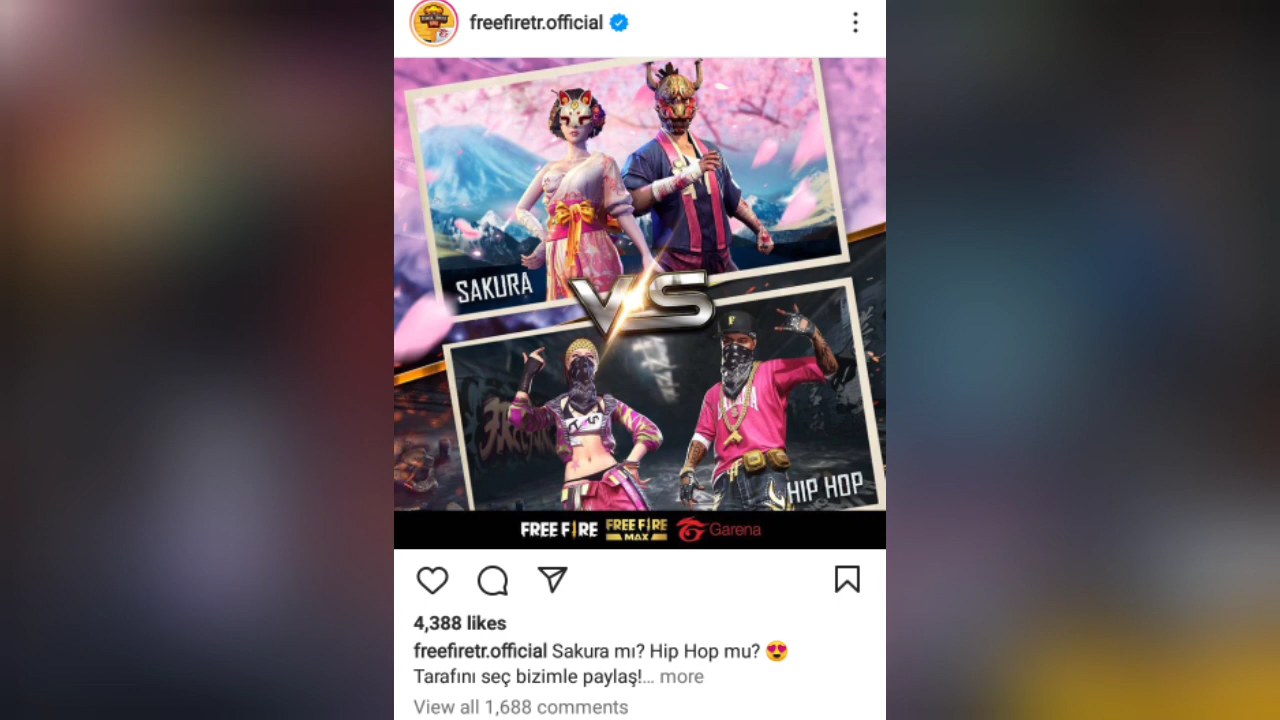 freefiretr.official
SAKURA
VS
F
HIP HOP
FREE FIRE
FREE FIRE
MAX
Garena
4,388 likes
freefiretr.official Sakura mı? Hip Hop mu? 😍
Tarafını seç bizimle paylaş!... more
View all 1,688 comments